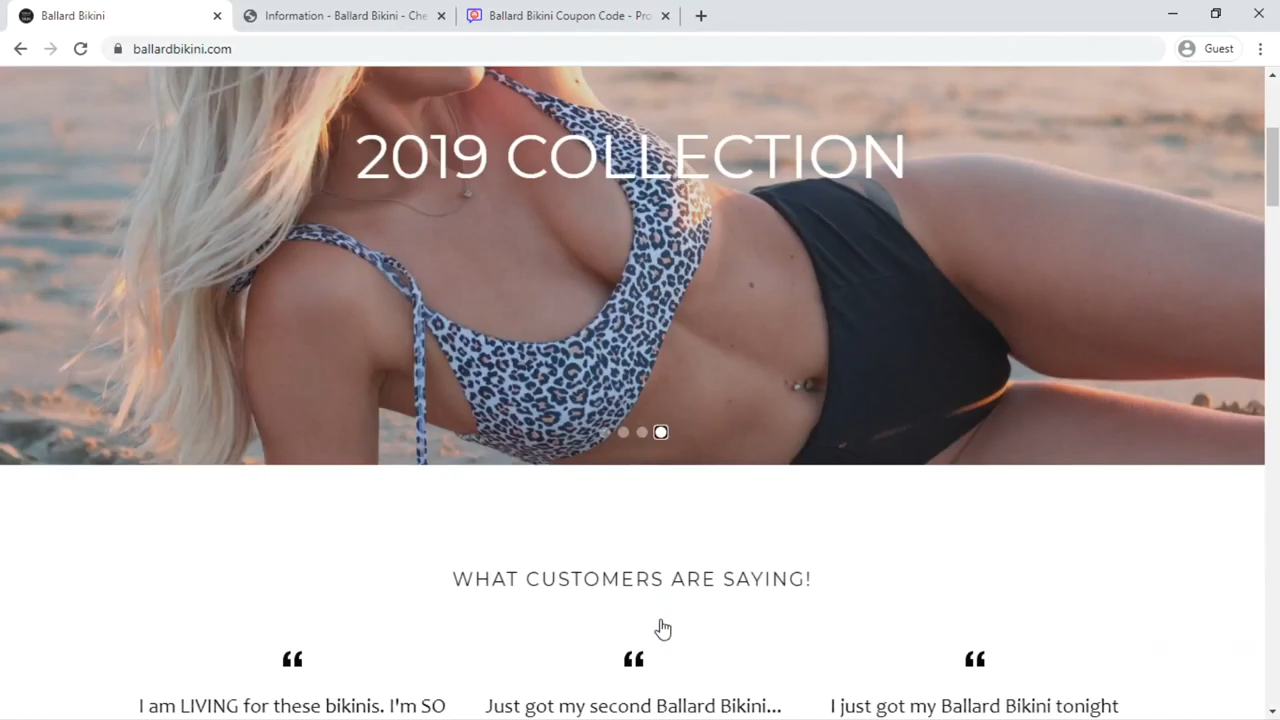 Ballard Bikini
Information - Ballard Bikini - Che
Ballard Bikini Coupon Code - Pro
ballardbikini.com
Guest
2019 COLLECTION
WHAT CUSTOMERS ARE SAYING!
“ “ “
I am LIVING for these bikinis. I'm SO
Just got my second Ballard Bikini...
I just got my Ballard Bikini tonight